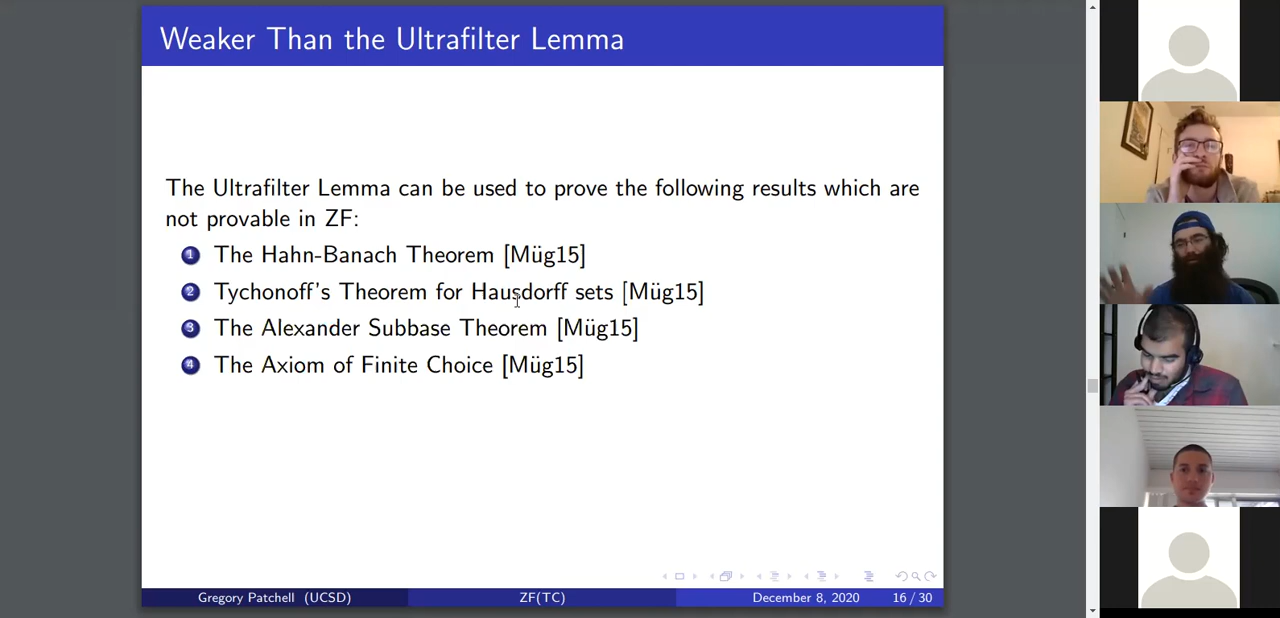 Weaker Than the Ultrafilter Lemma
The Ultrafilter Lemma can be used to prove the following results which are
not provable in ZF:
1 The Hahn-Banach Theorem [Müg15]
2 Tychonoff's Theorem for Hausdorff sets [Müg15]
3 The Alexander Subbase Theorem [Müg15]
4 The Axiom of Finite Choice [Müg15]
Gregory Patchell (UCSD) ZF(TC) December 8, 2020 16 / 30